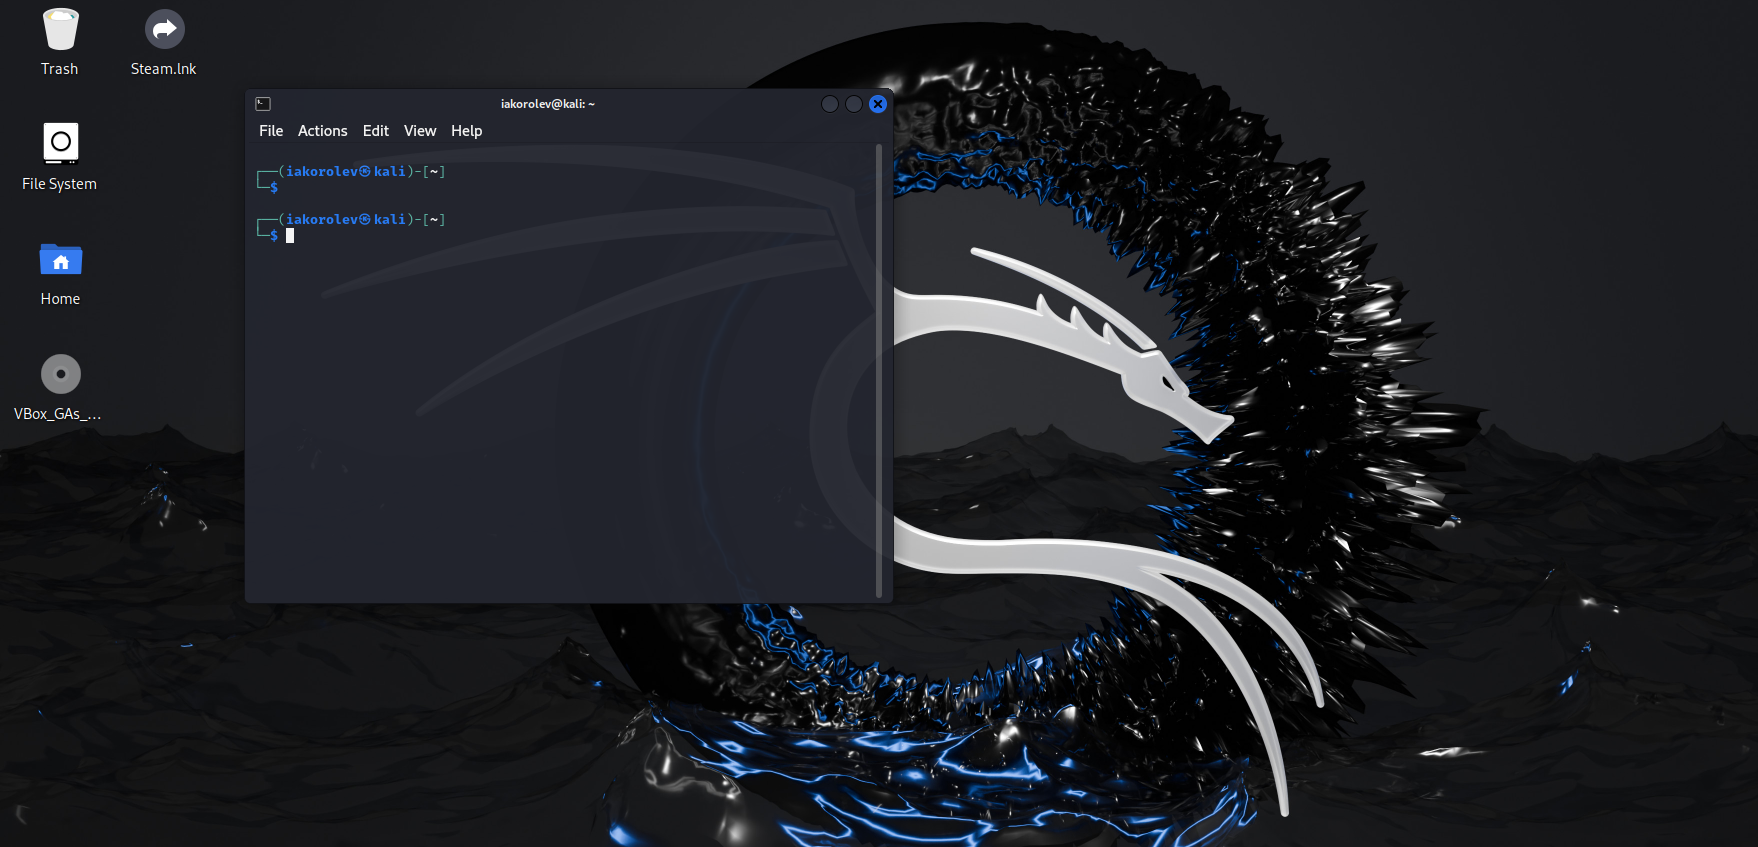 Trash
Steam.lnk
File System
Home
VBox_GAs_...
iakorolev@kali: ~
File Actions Edit View Help
┌──(iakorolev㉿kali)-[~]
└─$
┌──(iakorolev㉿kali)-[~]
└─$